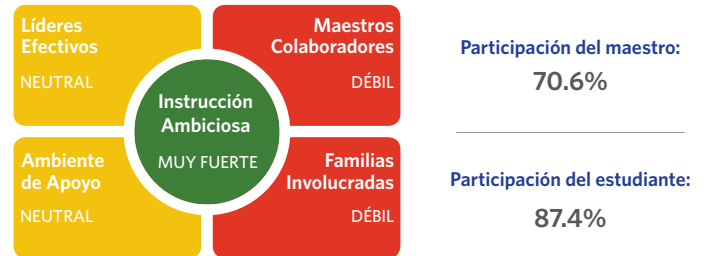 Líderes
Efectivos
NEUTRAL
Maestros
Colaboradores
DÉBIL
Instrucción
Ambiciosa
MUY FUERTE
Ambiente
de Apoyo
NEUTRAL
Familias
Involucradas
DÉBIL
Participación del maestro:
70.6%
Participación del estudiante:
87.4%